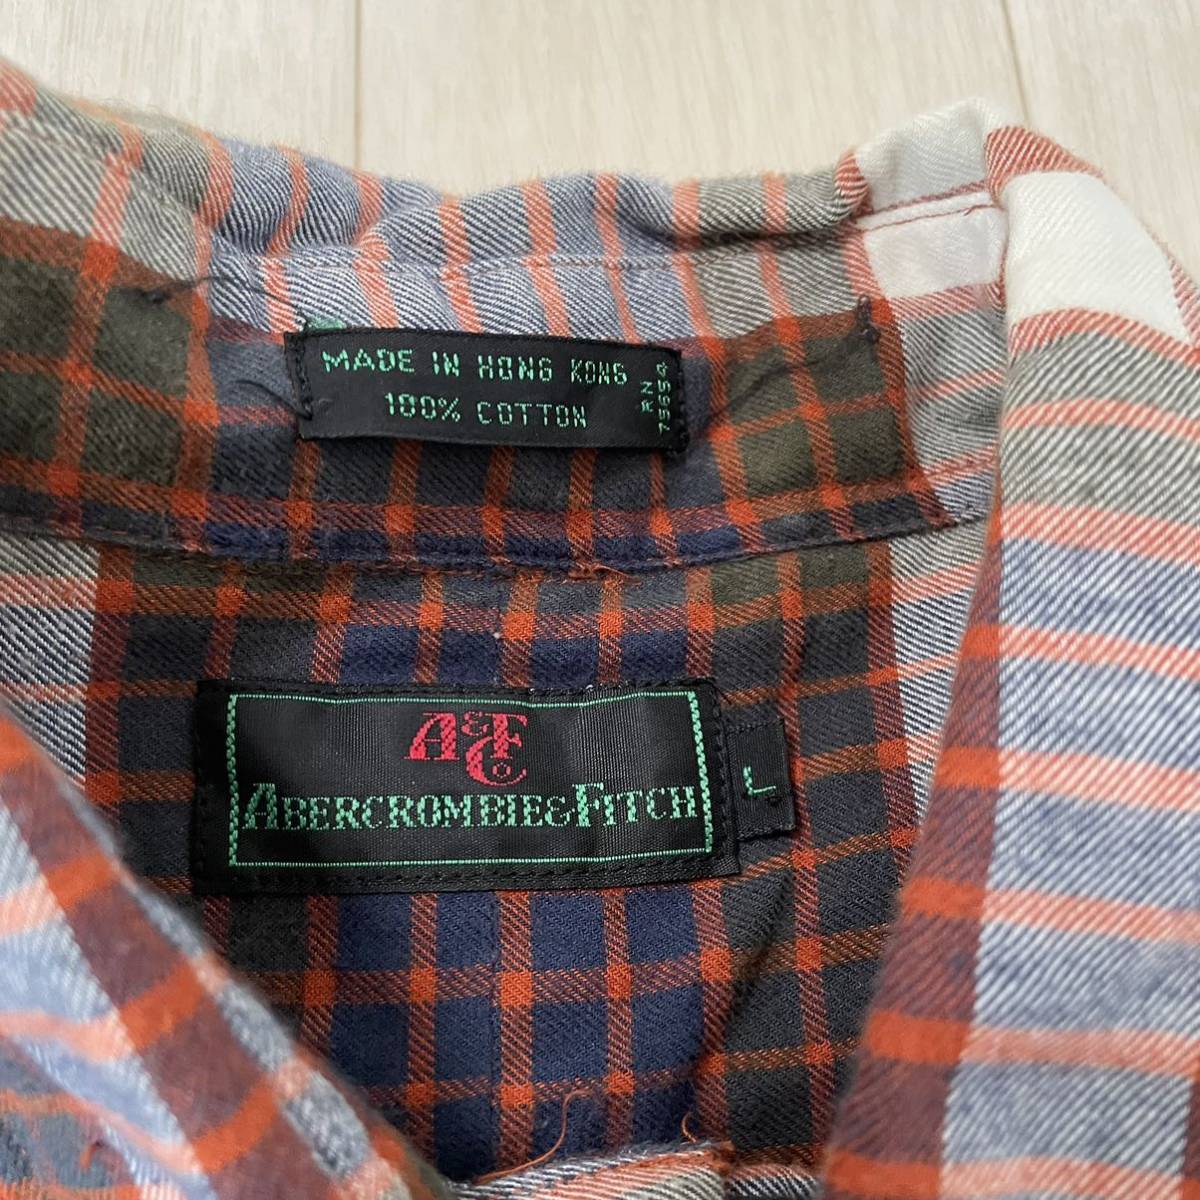 MADE IN HONG KONG
100% COTTON
RN 75654
A&F
Co
ABERCROMBIE&FITCH
L